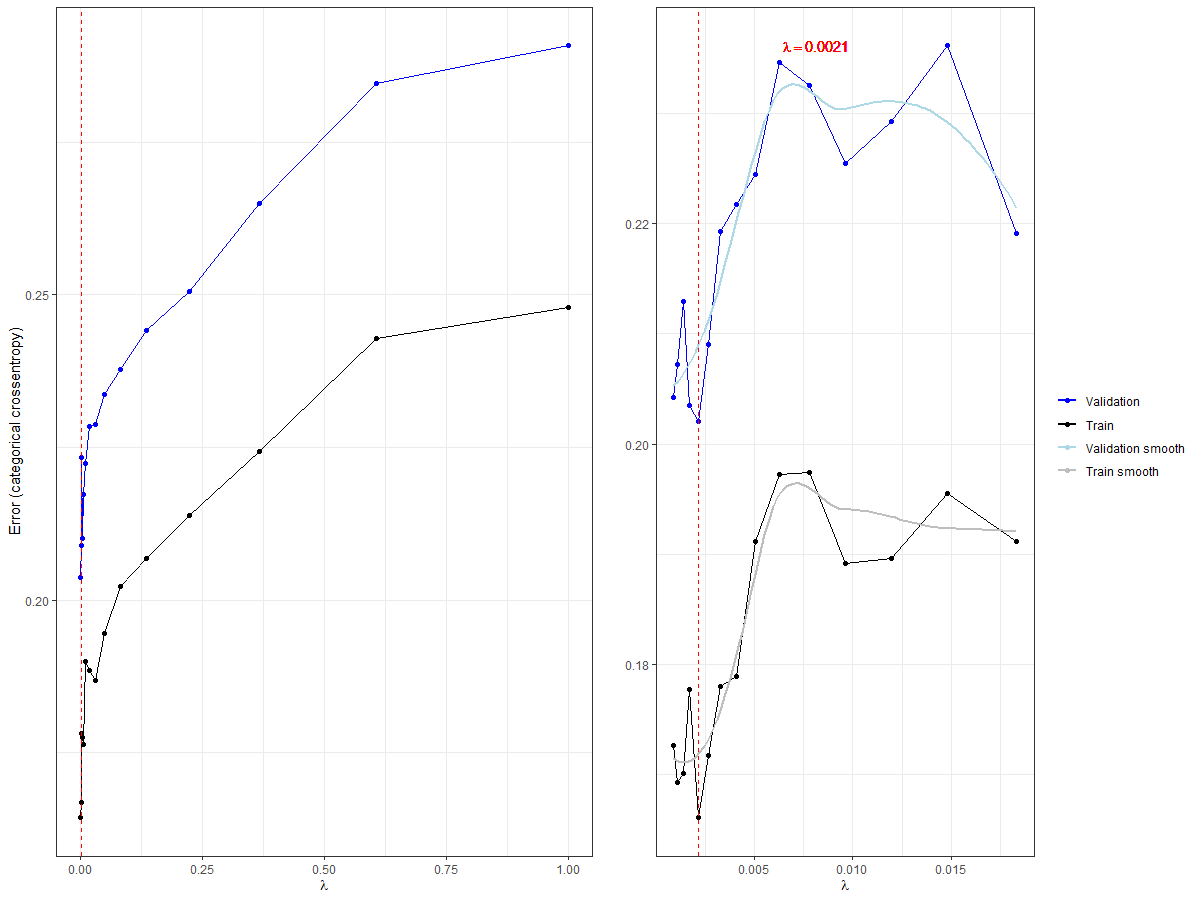 Error (categorical crossentropy)
0.25
0.20
0.00
0.25
0.50
0.75
1.00
λ
λ = 0.0021
0.22
0.20
0.18
0.005
0.010
0.015
λ
Validation
Train
Validation smooth
Train smooth